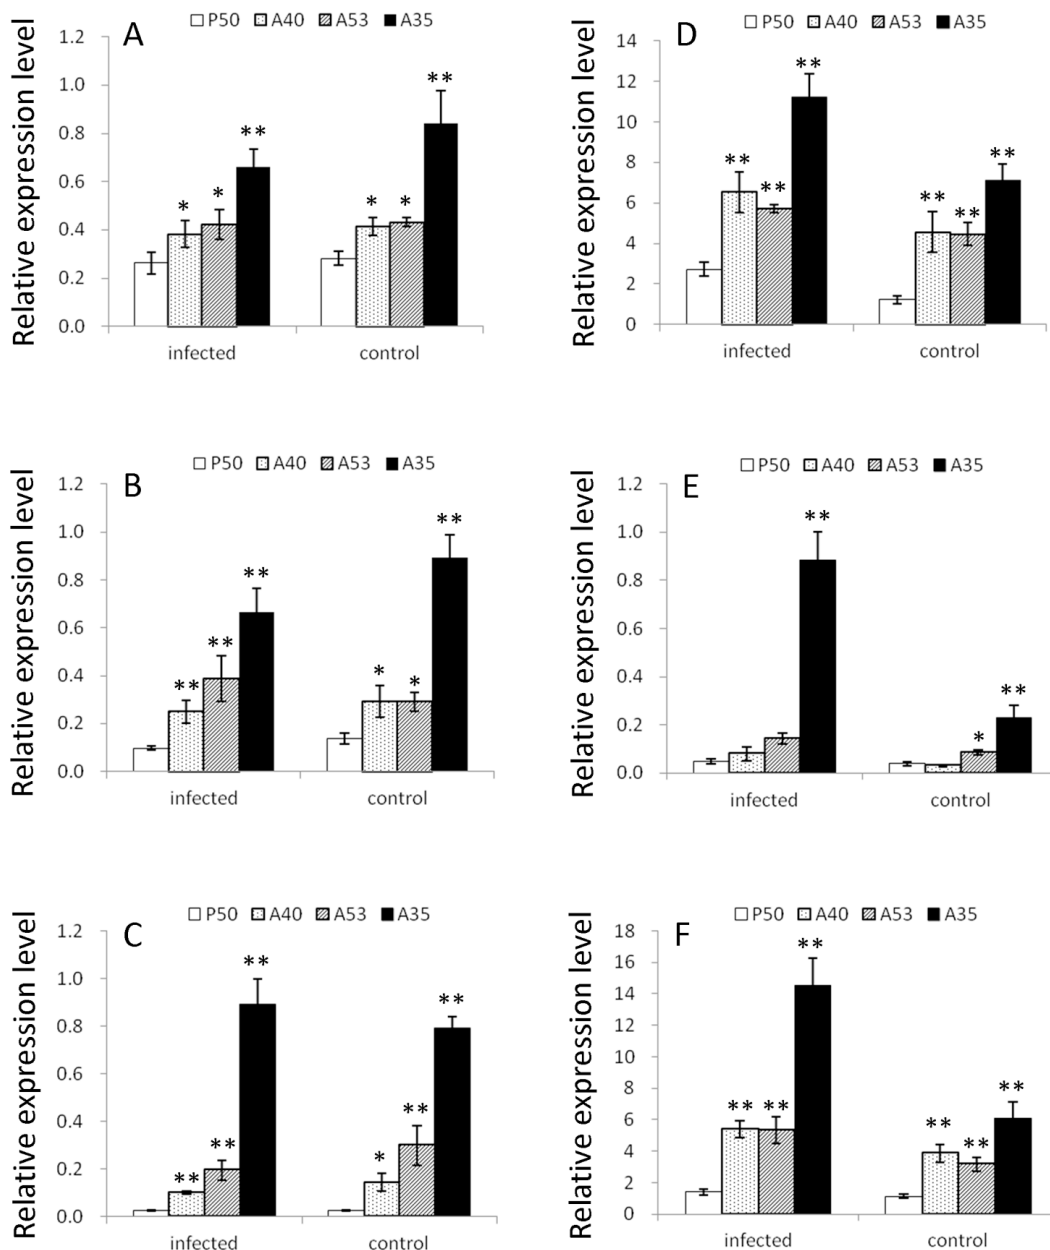 A
P50 A40 A53 A35
Relative expression level
1.2
1.0
0.8
0.6
0.4
0.2
0.0
* * ** * * **
infected control
D
P50 A40 A53 A35
Relative expression level
14
12
10
8
6
4
2
0
** ** ** ** ** **
infected control
B
P50 A40 A53 A35
Relative expression level
1.2
1.0
0.8
0.6
0.4
0.2
0.0
** ** ** * * **
infected control
E
P50 A40 A53 A35
Relative expression level
1.2
1.0
0.8
0.6
0.4
0.2
0.0
** * **
infected control
C
P50 A40 A53 A35
Relative expression level
1.2
1.0
0.8
0.6
0.4
0.2
0.0
** ** ** * ** **
infected control
F
P50 A40 A53 A35
Relative expression level
18
16
14
12
10
8
6
4
2
0
** ** ** ** ** **
infected control